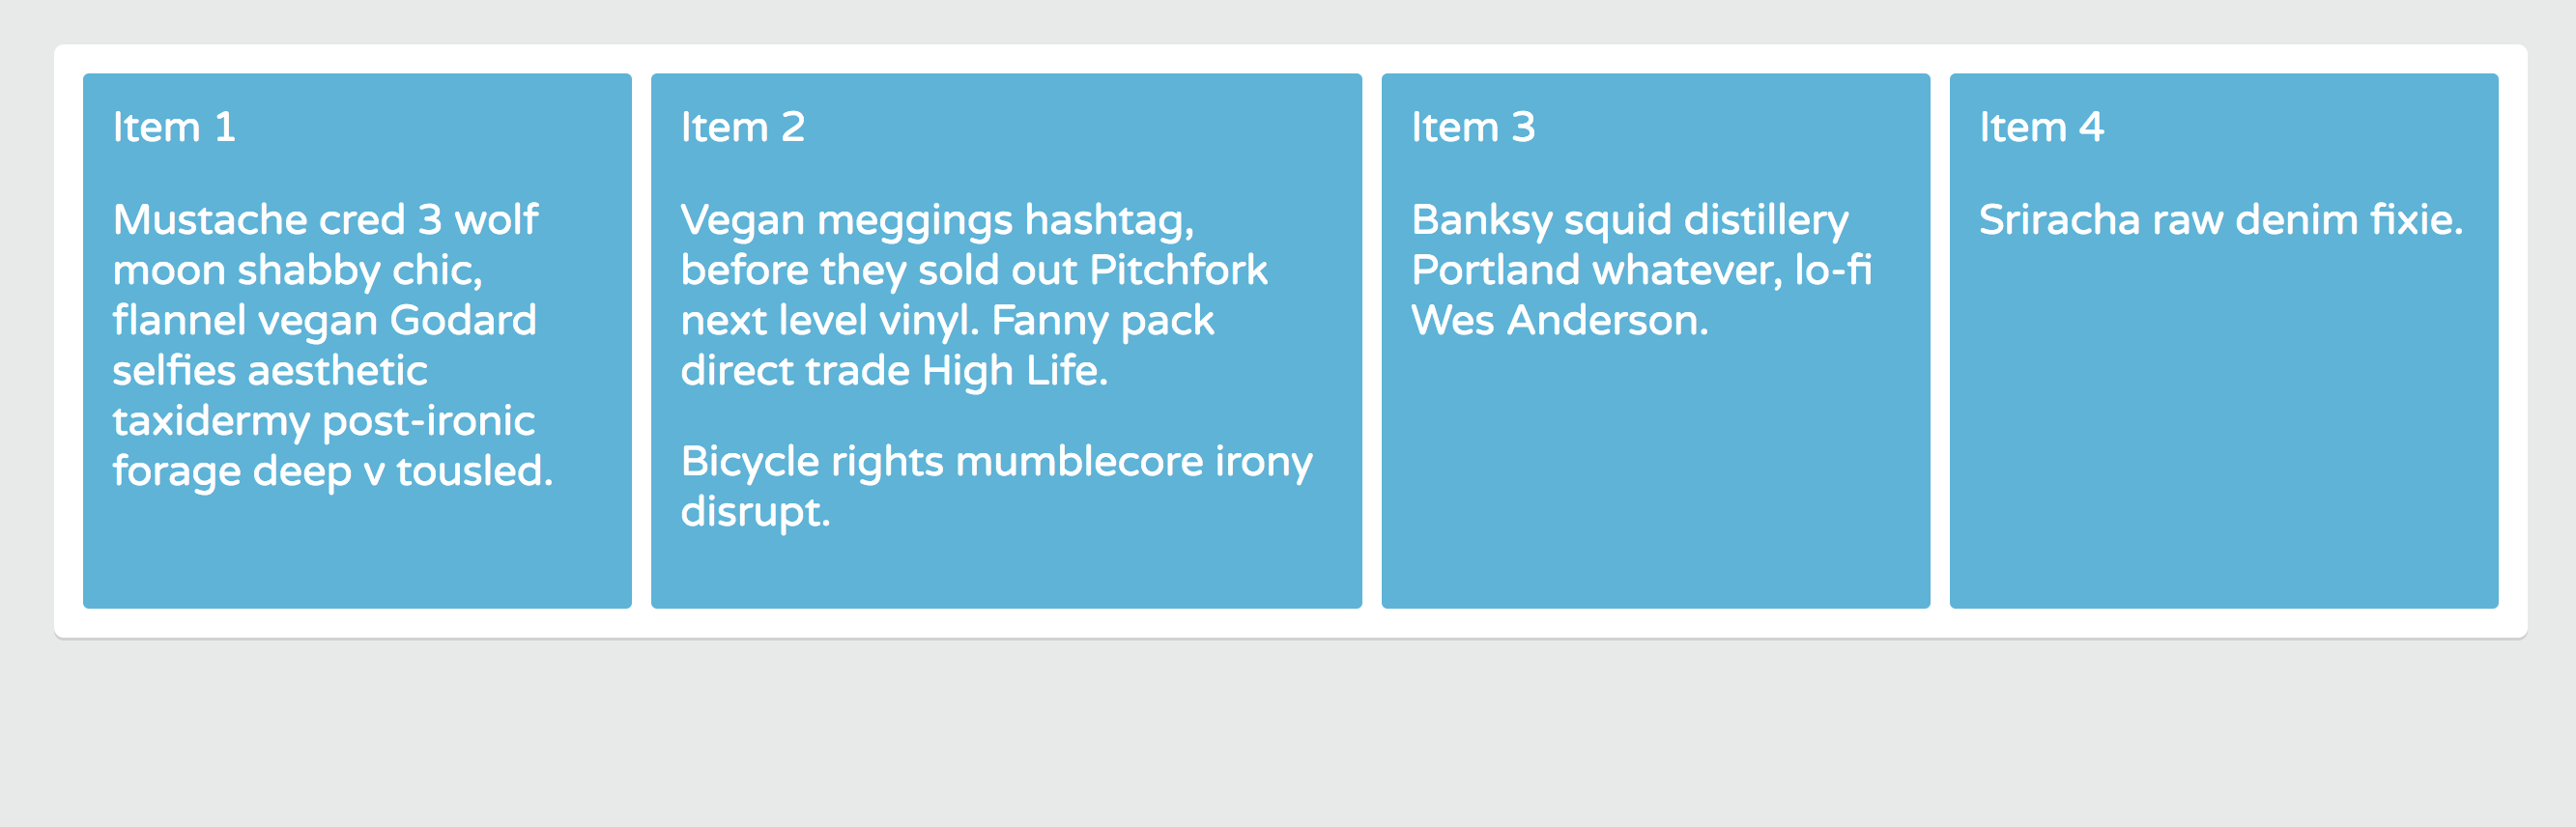 Item 1
Mustache cred 3 wolf
moon shabby chic,
flannel vegan Godard
selfies aesthetic
taxidermy post-ironic
forage deep v tousled.
Item 2
Vegan meggings hashtag,
before they sold out Pitchfork
next level vinyl. Fanny pack
direct trade High Life.
Bicycle rights mumblecore irony
disrupt.
Item 3
Banksy squid distillery
Portland whatever, lo-fi
Wes Anderson.
Item 4
Sriracha raw denim fixie.